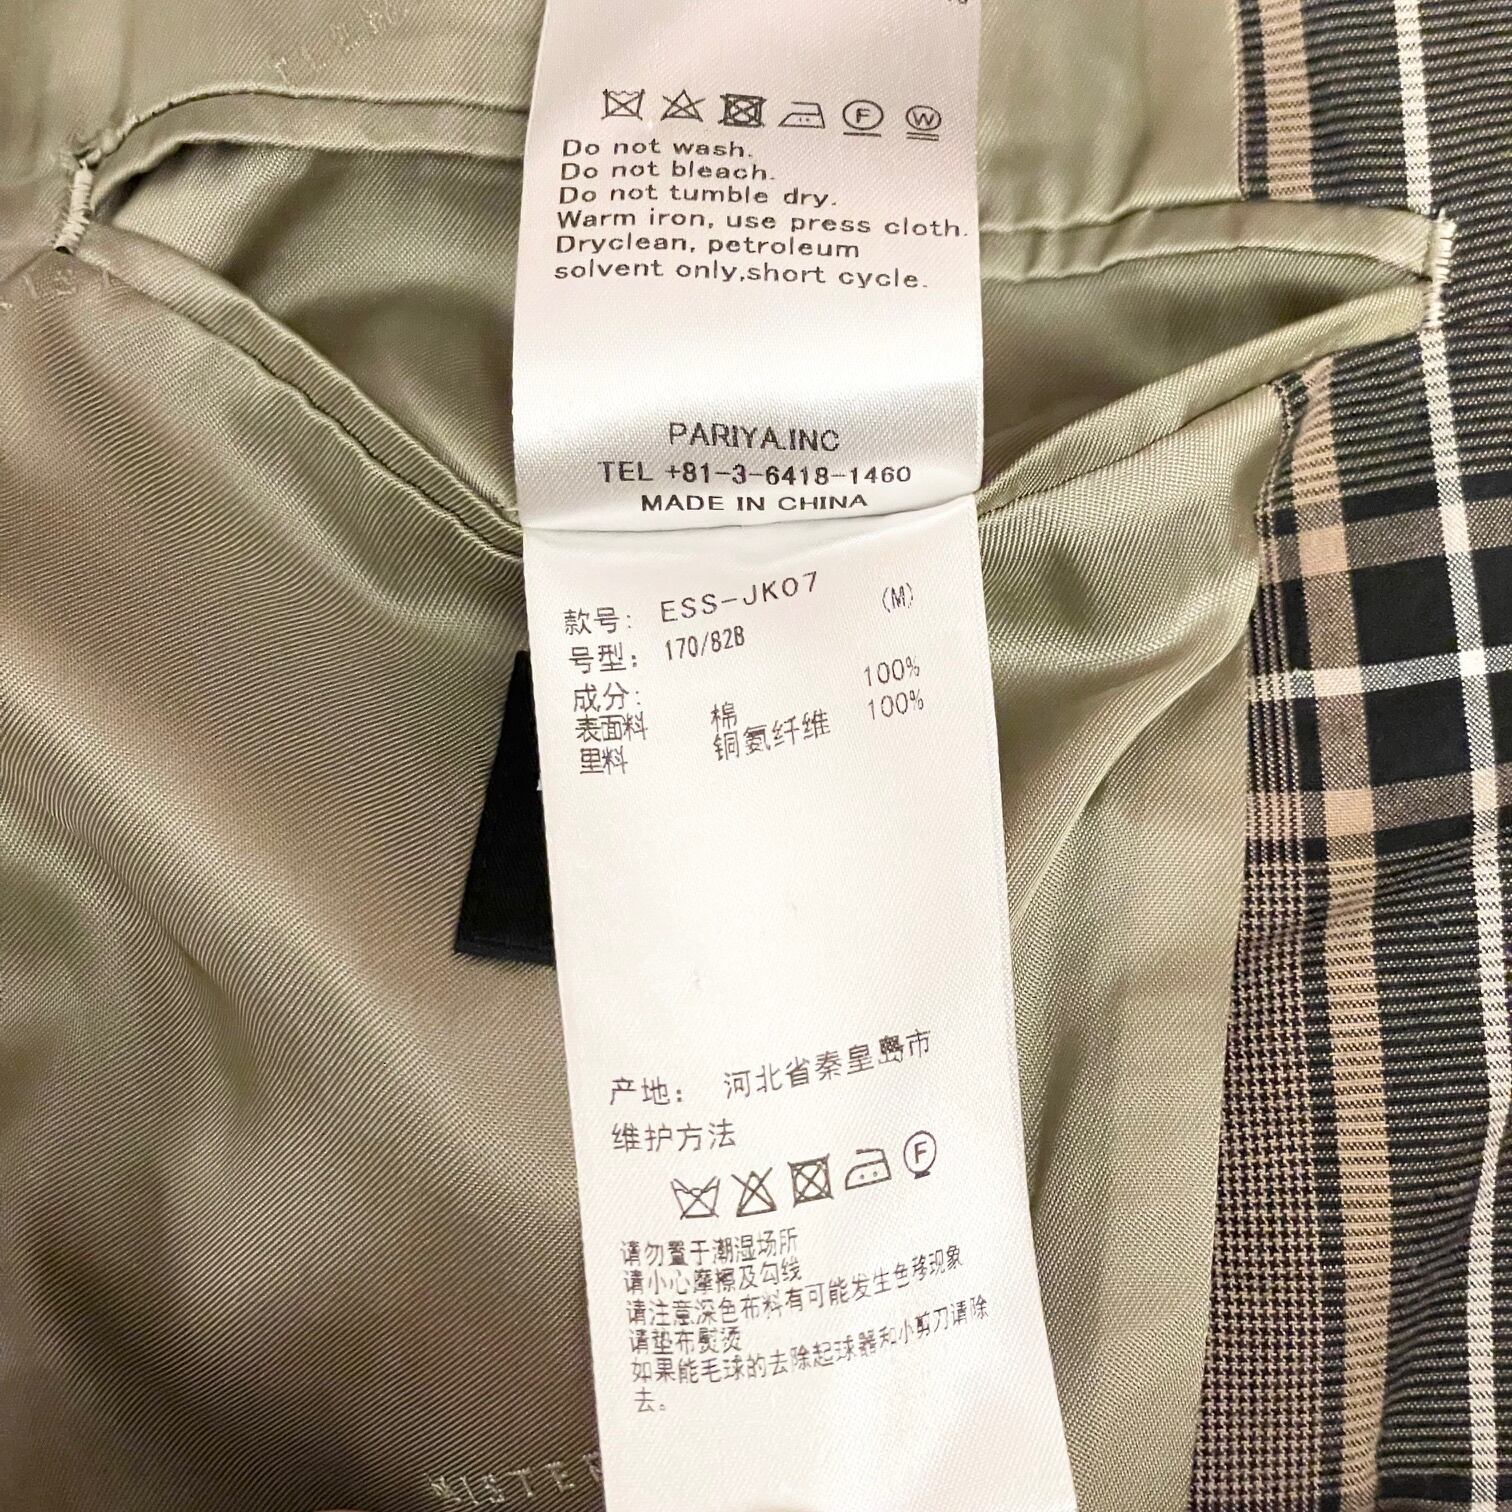 Do not wash.
Do not bleach.
Do not tumble dry.
Warm iron, use press cloth.
Dryclean, petroleum
solvent only,short cycle.
PARIYA.INC
TEL +81-3-6418-1460
MADE IN CHINA
款号: ESS-JK07 (M)
号型: 170/82B
成分:
表面料 棉 100%
里料 铜氨纤维 100%
产地: 河北省秦皇岛市
维护方法
F
请勿置于潮湿场所
请小心摩擦及勾线
请注意深色布料有可能发生色移现象
请垫布熨烫
如果能毛球的去除起球器和小剪刀请除
去。
F
W